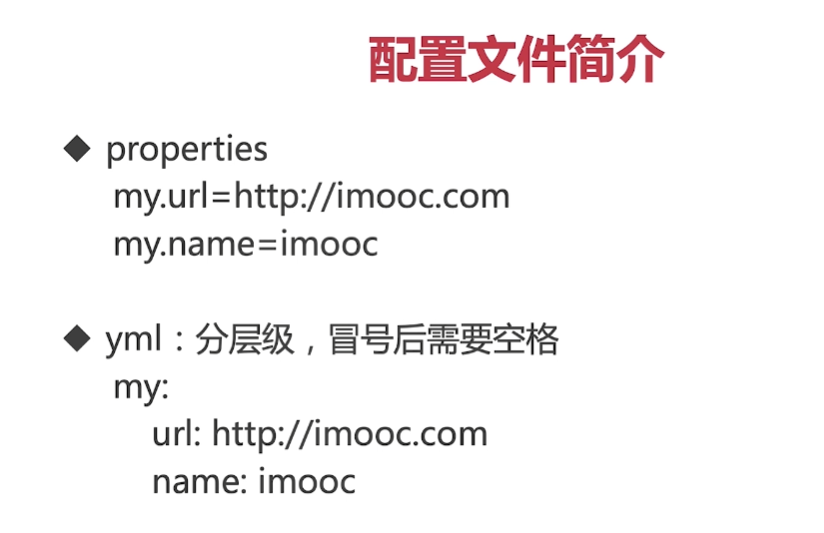 配置文件简介
◆ properties
my.url=http://imooc.com
my.name=imooc
◆ yml：分层级，冒号后需要空格
my:
url: http://imooc.com
name: imooc